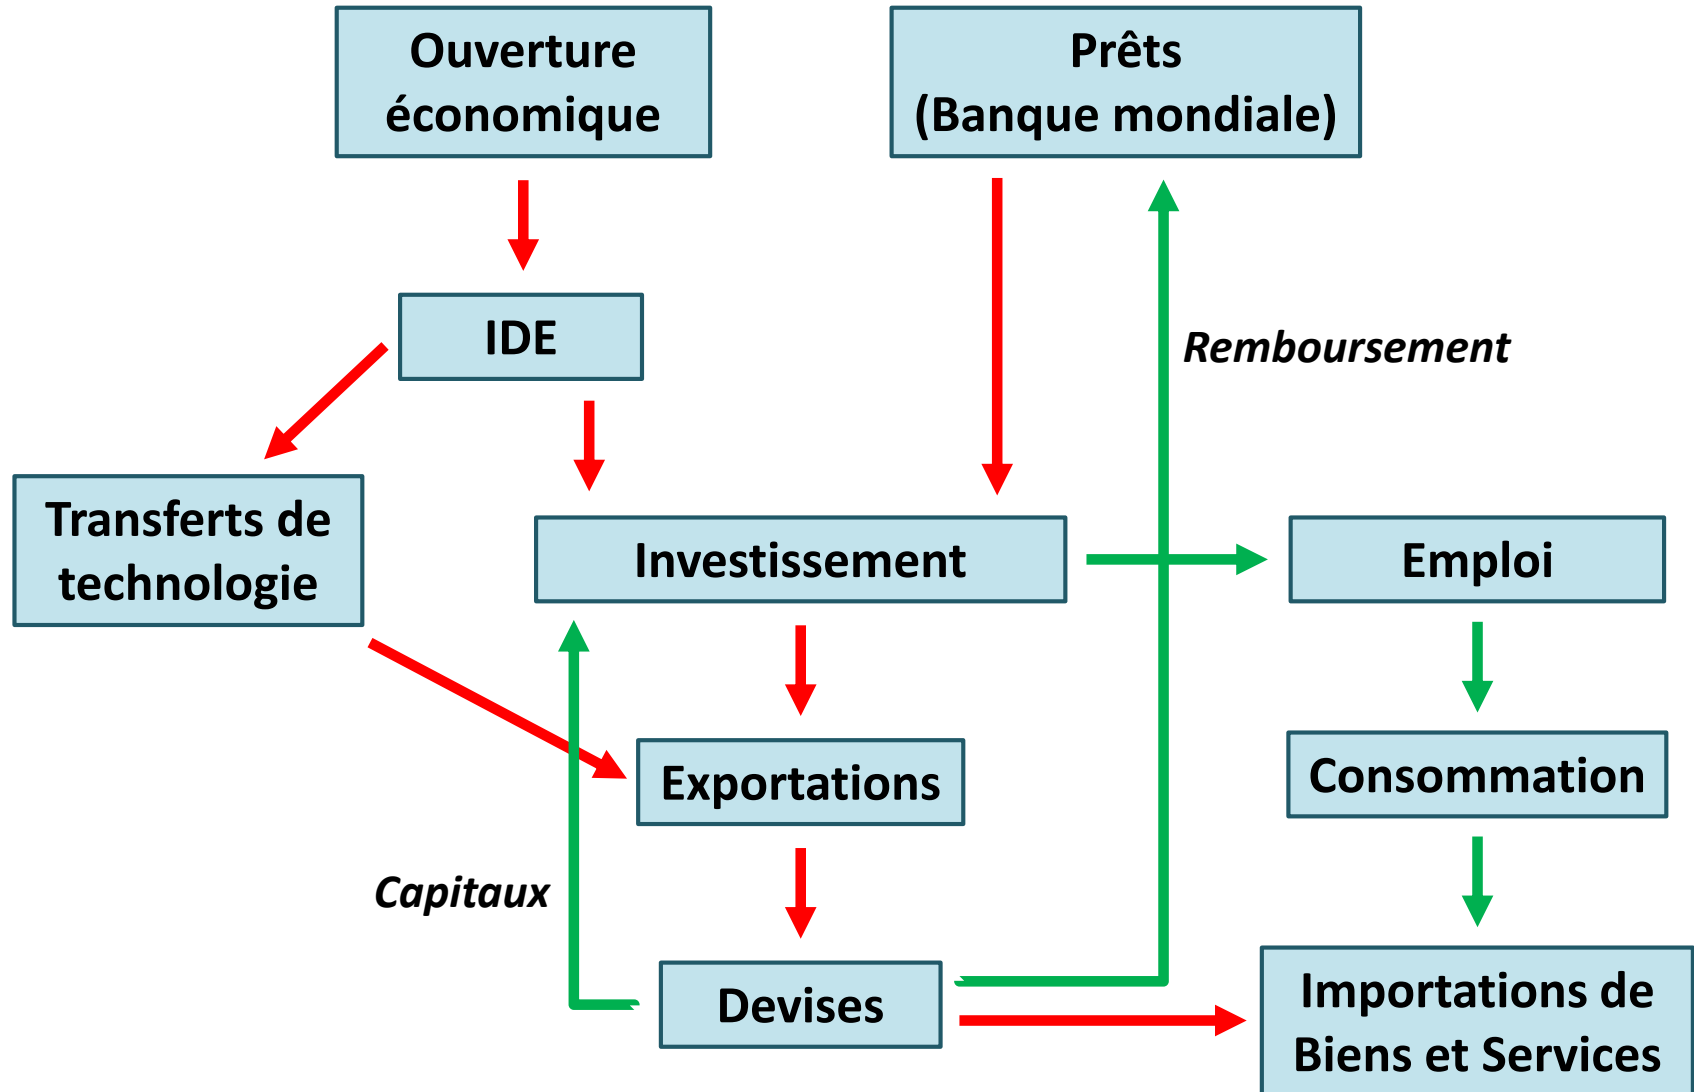 Ouverture
économique
Prêts
(Banque mondiale)
IDE
Remboursement
Transferts de
technologie
Investissement
Emploi
Exportations
Consommation
Capitaux
Devises
Importations de
Biens et Services